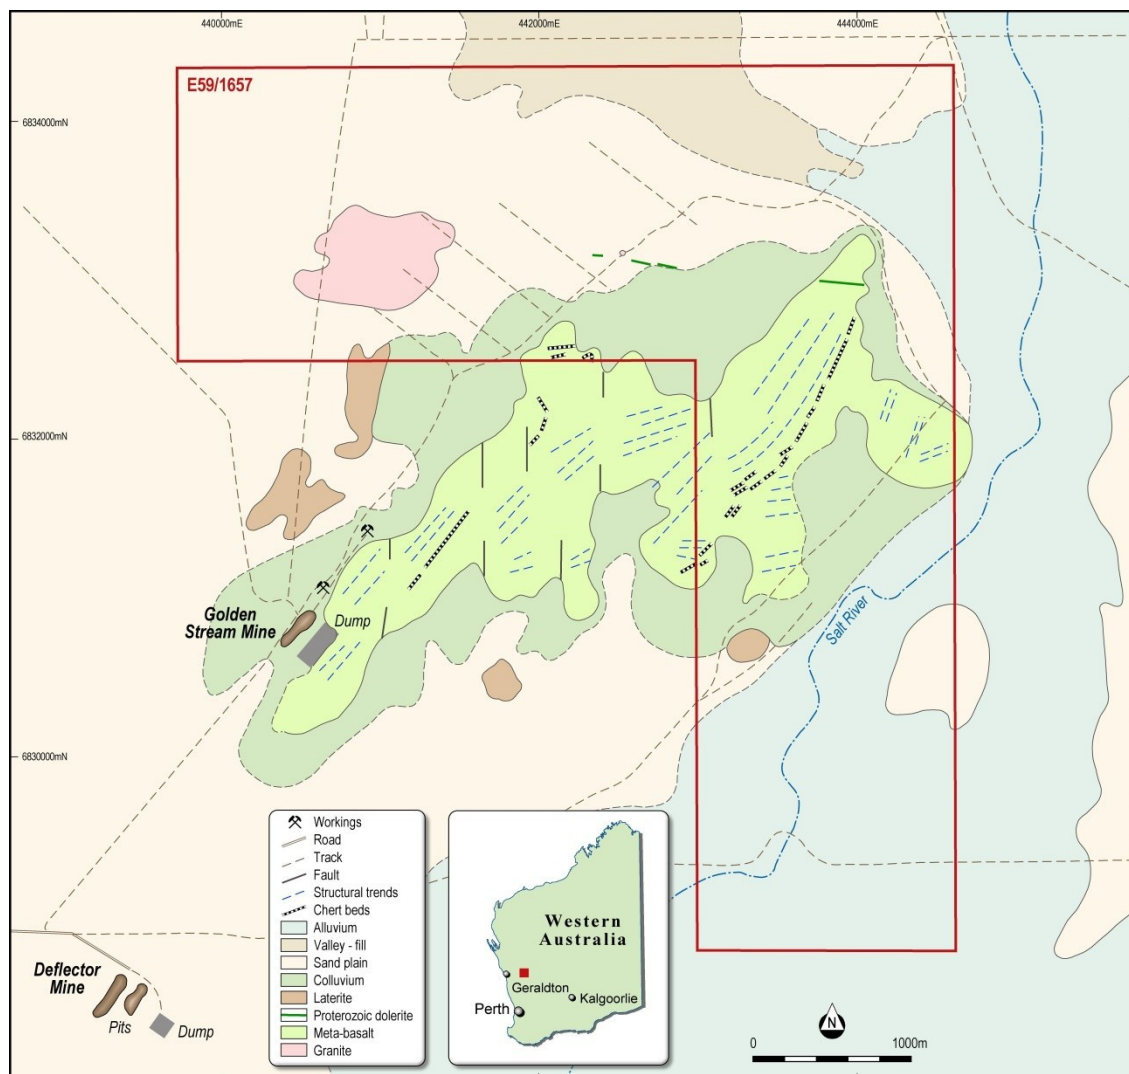 440000mE
442000mE
444000mE
E59/1657
6834000mN
6832000mN
Golden
Stream Mine
Dump
Salt River
6830000mN
Deflector
Mine
Pits
Dump
Workings
Road
Track
Fault
Structural trends
Chert beds
Alluvium
Valley - fill
Sand plain
Colluvium
Laterite
Proterozoic dolerite
Meta-basalt
Granite
Western
Australia
Geraldton
Kalgoorlie
Perth
N
0
1000m